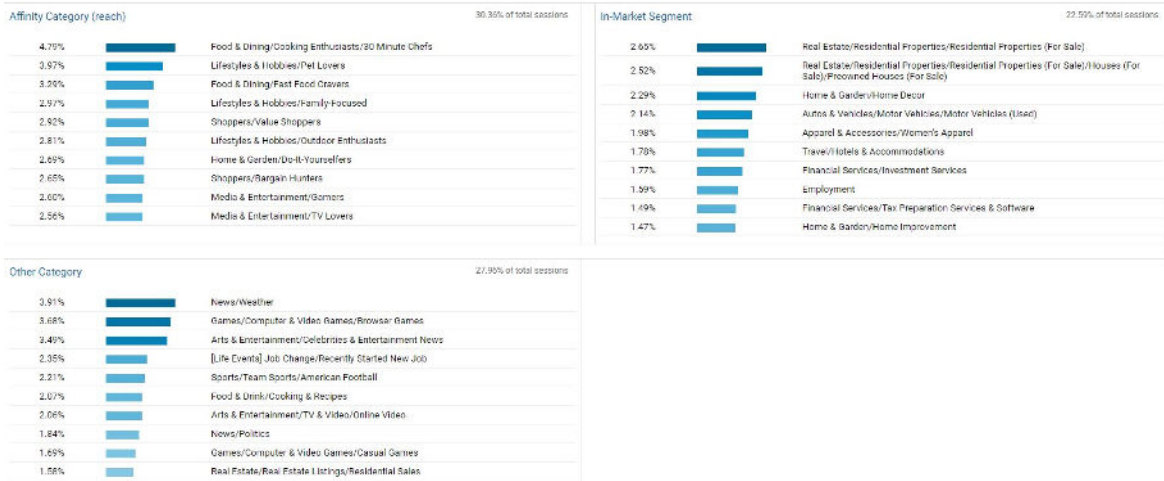 Affinity Category (reach) 30.36% of total sessions
4.79% Food & Dining/Cooking Enthusiasts/30 Minute Chefs
3.97% Lifestyles & Hobbies/Pet Lovers
3.29% Food & Dining/Fast Food Cravers
2.97% Lifestyles & Hobbies/Family-Focused
2.92% Shoppers/Value Shoppers
2.81% Lifestyles & Hobbies/Outdoor Enthusiasts
2.69% Home & Garden/Do-It-Yourselfers
2.65% Shoppers/Bargain Hunters
2.60% Media & Entertainment/Gamers
2.56% Media & Entertainment/TV Lovers
In-Market Segment 22.59% of total sessions
2.65% Real Estate/Residential Properties/Residential Properties (For Sale)
2.52% Real Estate/Residential Properties/Residential Properties (For Sale)/Houses (For
Sale)/Preowned Houses (For Sale)
2.29% Home & Garden/Home Decor
2.14% Autos & Vehicles/Motor Vehicles/Motor Vehicles (Used)
1.98% Apparel & Accessories/Women's Apparel
1.78% Travel/Hotels & Accommodations
1.77% Financial Services/Investment Services
1.59% Employment
1.49% Financial Services/Tax Preparation Services & Software
1.47% Home & Garden/Home Improvement
Other Category 27.95% of total sessions
3.91% News/Weather
3.68% Games/Computer & Video Games/Browser Games
3.49% Arts & Entertainment/Celebrities & Entertainment News
2.35% [Life Events] Job Change/Recently Started New Job
2.21% Sports/Team Sports/American Football
2.07% Food & Drink/Cooking & Recipes
2.06% Arts & Entertainment/TV & Video/Online Video
1.84% News/Politics
1.69% Games/Computer & Video Games/Casual Games
1.58% Real Estate/Real Estate Listings/Residential Sales